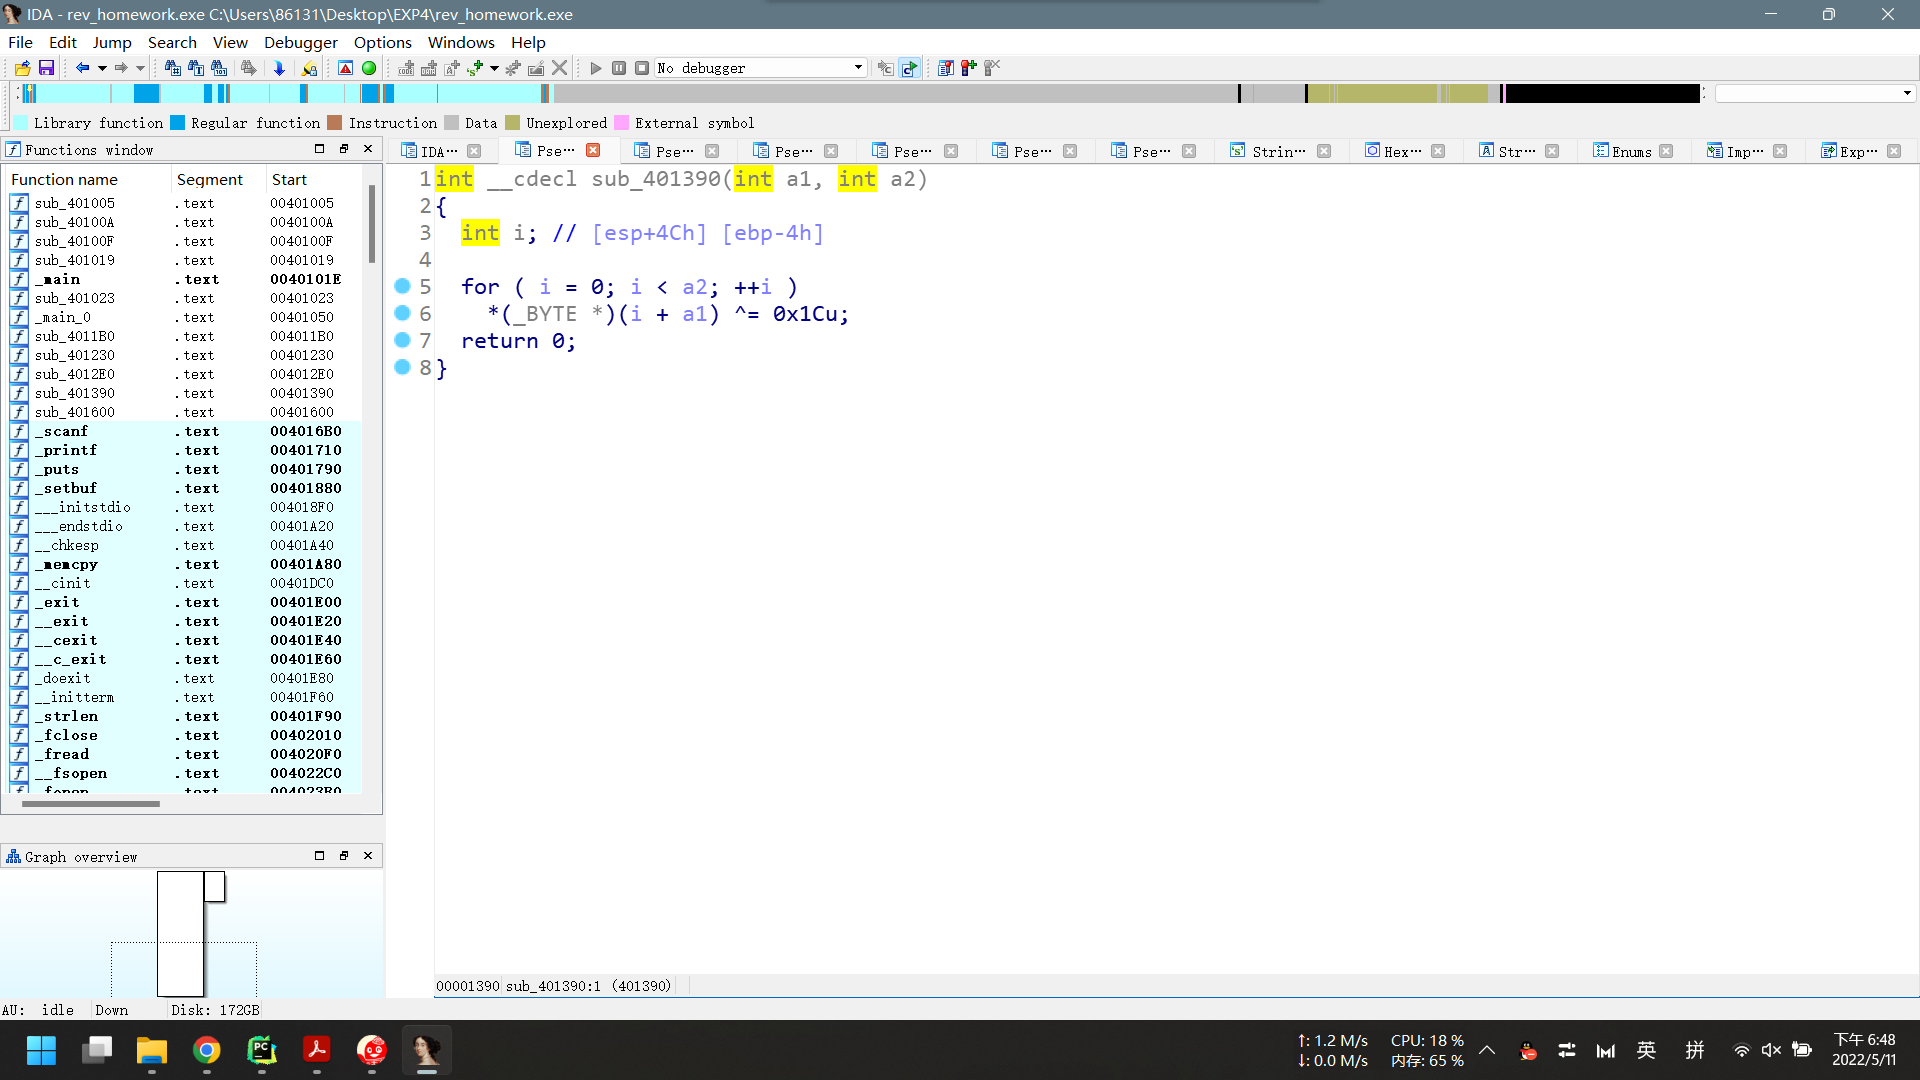 IDA - rev_homework.exe C:\Users\86131\Desktop\EXP4\rev_homework.exe
File Edit Jump Search View Debugger Options Windows Help
No debugger
Library function Regular function Instruction Data Unexplored External symbol
Functions window
Function name Segment Start
sub_401005 .text 00401005
sub_40100A .text 0040100A
sub_40100F .text 0040100F
sub_401019 .text 00401019
_main .text 0040101E
sub_401023 .text 00401023
_main_0 .text 00401050
sub_4011B0 .text 004011B0
sub_401230 .text 00401230
sub_4012E0 .text 004012E0
sub_401390 .text 00401390
sub_401600 .text 00401600
_scanf .text 004016B0
_printf .text 00401710
_puts .text 00401790
_setbuf .text 00401880
___initstdio .text 004018F0
___endstdio .text 00401A20
__chkesp .text 00401A40
_memcpy .text 00401A80
__cinit .text 00401DC0
_exit .text 00401E00
__exit .text 00401E20
__cexit .text 00401E40
__c_exit .text 00401E60
_doexit .text 00401E80
__initterm .text 00401F60
_strlen .text 00401F90
_fclose .text 00402010
_fread .text 004020F0
__fsopen .text 004022C0
_fopen .text 004023B0
IDA··· Pse··· Pse··· Pse··· Pse··· Pse··· Pse··· Strin··· Hex··· Str··· Enums Imp··· Exp···
1 int __cdecl sub_401390(int a1, int a2)
2 {
3 int i; // [esp+4Ch] [ebp-4h]
4
5 for ( i = 0; i < a2; ++i )
6 *(_BYTE *)(i + a1) ^= 0x1Cu;
7 return 0;
8 }
00001390 sub_401390:1 (401390)
Graph overview
AU: idle Down Disk: 172GB
↑: 1.2 M/s CPU: 18 %
↓: 0.0 M/s 内存: 65 %
英 拼
下午 6:48
2022/5/11